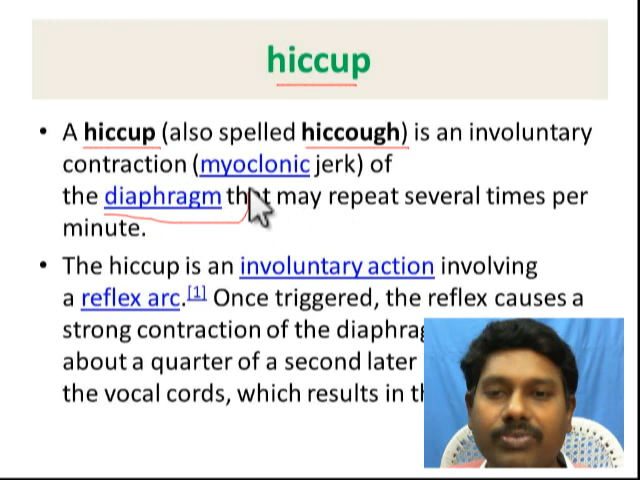 hiccup
• A hiccup (also spelled hiccough) is an involuntary
contraction (myoclonic jerk) of
the diaphragm that may repeat several times per
minute.
• The hiccup is an involuntary action involving
a reflex arc.[1] Once triggered, the reflex causes a
strong contraction of the
about a quarter of a second later
the vocal cords, which results in